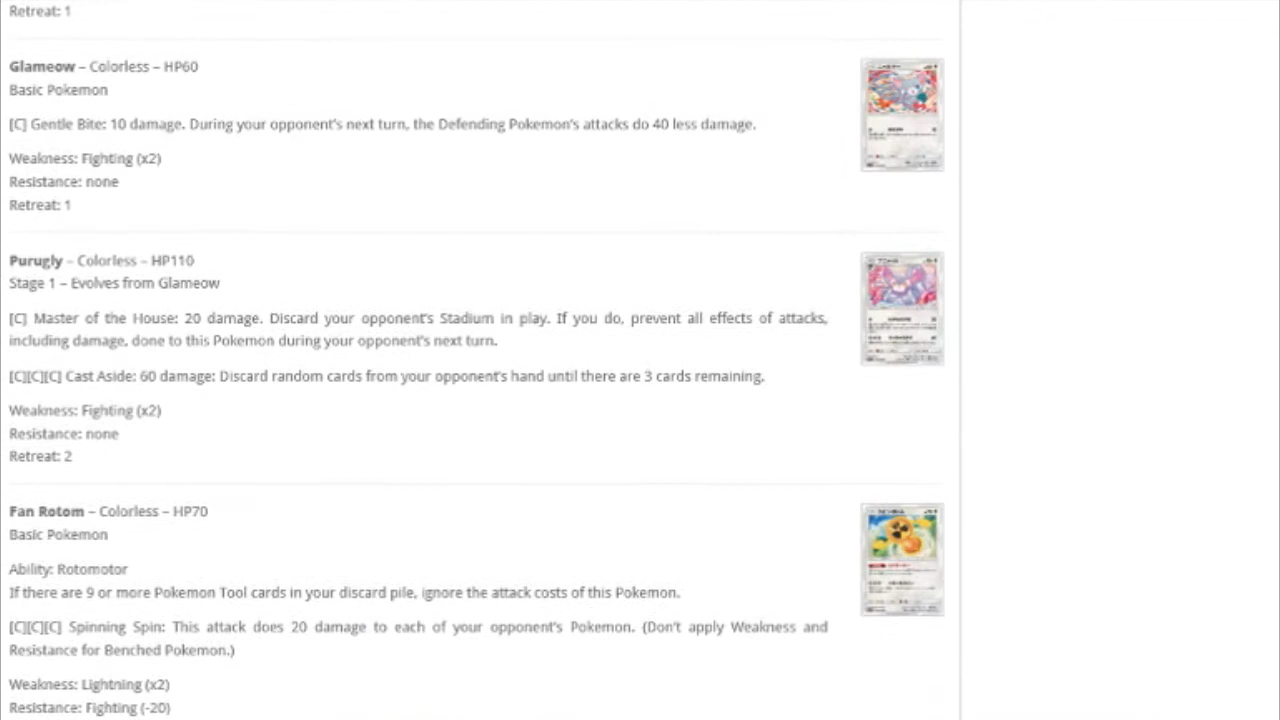 Retreat: 1
Glameow – Colorless – HP60
Basic Pokemon
[C] Gentle Bite: 10 damage. During your opponent's next turn, the Defending Pokemon's attacks do 40 less damage.
Weakness: Fighting (x2)
Resistance: none
Retreat: 1
Purugly – Colorless – HP110
Stage 1 – Evolves from Glameow
[C] Master of the House: 20 damage. Discard your opponent's Stadium in play. If you do, prevent all effects of attacks,
including damage, done to this Pokemon during your opponent's next turn.
[C][C][C] Cast Aside: 60 damage: Discard random cards from your opponent's hand until there are 3 cards remaining.
Weakness: Fighting (x2)
Resistance: none
Retreat: 2
Fan Rotom – Colorless – HP70
Basic Pokemon
Ability: Rotomotor
If there are 9 or more Pokemon Tool cards in your discard pile, ignore the attack costs of this Pokemon.
[C][C][C] Spinning Spin: This attack does 20 damage to each of your opponent's Pokemon. (Don't apply Weakness and
Resistance for Benched Pokemon.)
Weakness: Lightning (x2)
Resistance: Fighting (-20)